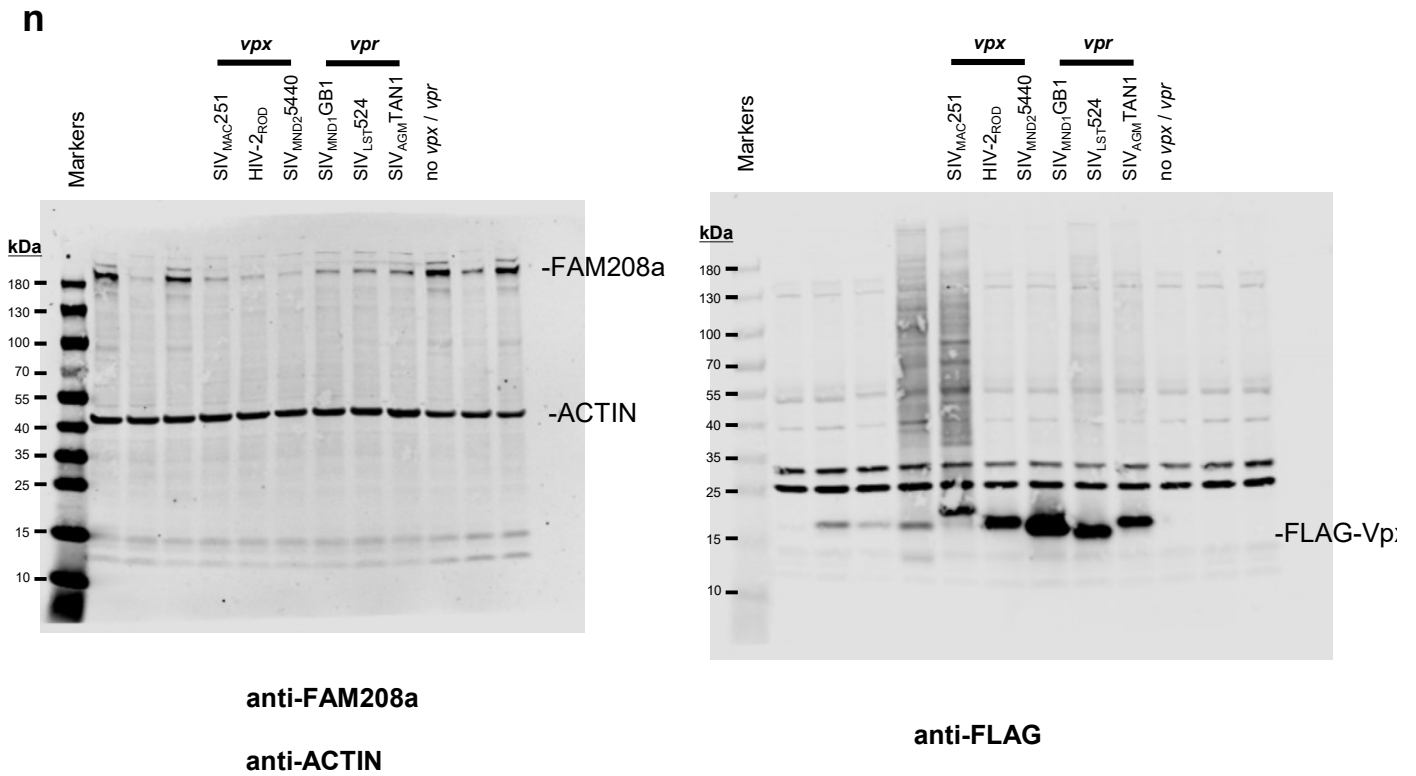 n
vpx
vpr
Markers
SIVMAC251
HIV-2ROD
SIVMND25440
SIVMND1GB1
SIVLST524
SIVAGMTAN1
no vpx / vpr
kDa
180
130
100
70
55
40
35
25
15
10
-FAM208a
-ACTIN
anti-FAM208a
anti-ACTIN
vpx
vpr
Markers
SIVMAC251
HIV-2ROD
SIVMND25440
SIVMND1GB1
SIVLST524
SIVAGMTAN1
no vpx / vpr
kDa
180
130
100
70
55
40
35
25
15
10
-FLAG-Vp
anti-FLAG